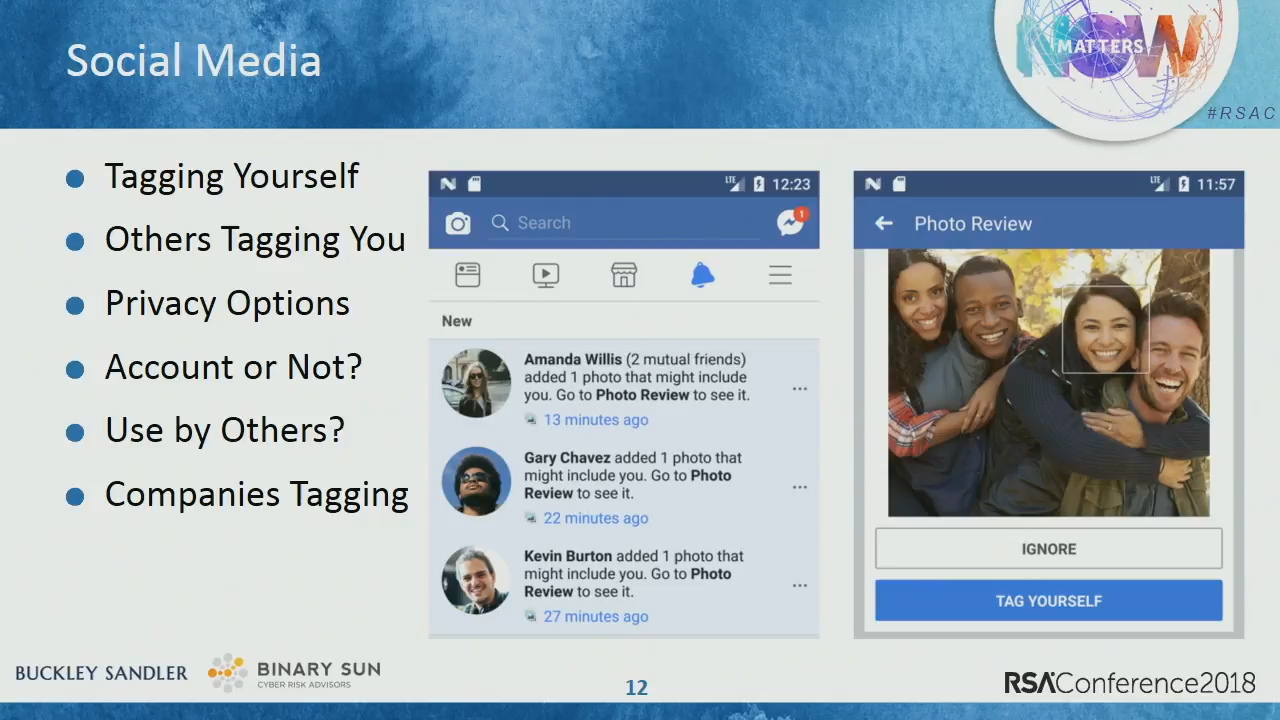 Social Media
NOW
MATTERS
#RSAC
Tagging Yourself
Others Tagging You
Privacy Options
Account or Not?
Use by Others?
Companies Tagging
LTE
12:23
Search
1
New
Amanda Willis (2 mutual friends)
added 1 photo that might include
you. Go to Photo Review to see it.
13 minutes ago
Gary Chavez added 1 photo that
might include you. Go to Photo
Review to see it.
22 minutes ago
Kevin Burton added 1 photo that
might include you. Go to Photo
Review to see it.
27 minutes ago
LTE
11:57
Photo Review
IGNORE
TAG YOURSELF
BUCKLEY SANDLER
BINARY SUN
CYBER RISK ADVISORS
12
RSAConference2018